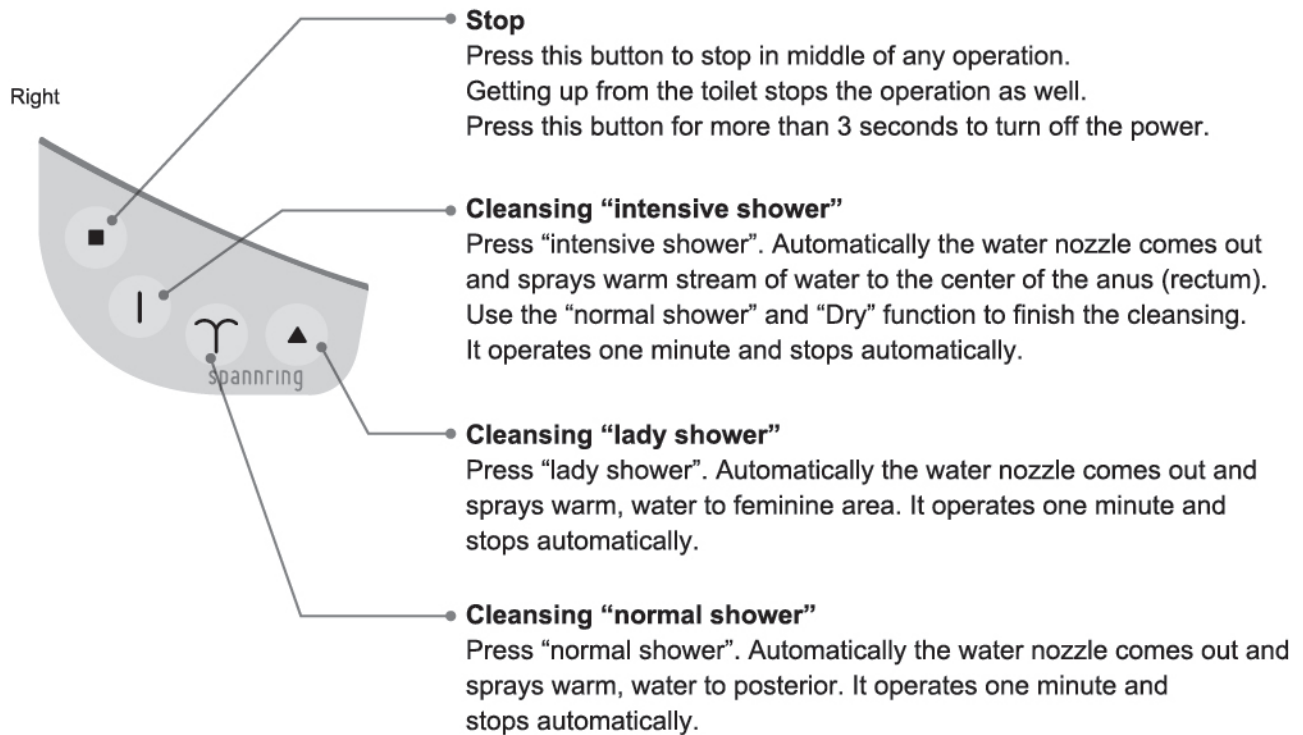 Right
Stop
Press this button to stop in middle of any operation.
Getting up from the toilet stops the operation as well.
Press this button for more than 3 seconds to turn off the power.
Cleansing “intensive shower”
Press “intensive shower”. Automatically the water nozzle comes out
and sprays warm stream of water to the center of the anus (rectum).
Use the “normal shower” and “Dry” function to finish the cleansing.
It operates one minute and stops automatically.
spannring
Cleansing “lady shower”
Press “lady shower”. Automatically the water nozzle comes out and
sprays warm, water to feminine area. It operates one minute and
stops automatically.
Cleansing “normal shower”
Press “normal shower”. Automatically the water nozzle comes out and
sprays warm, water to posterior. It operates one minute and
stops automatically.